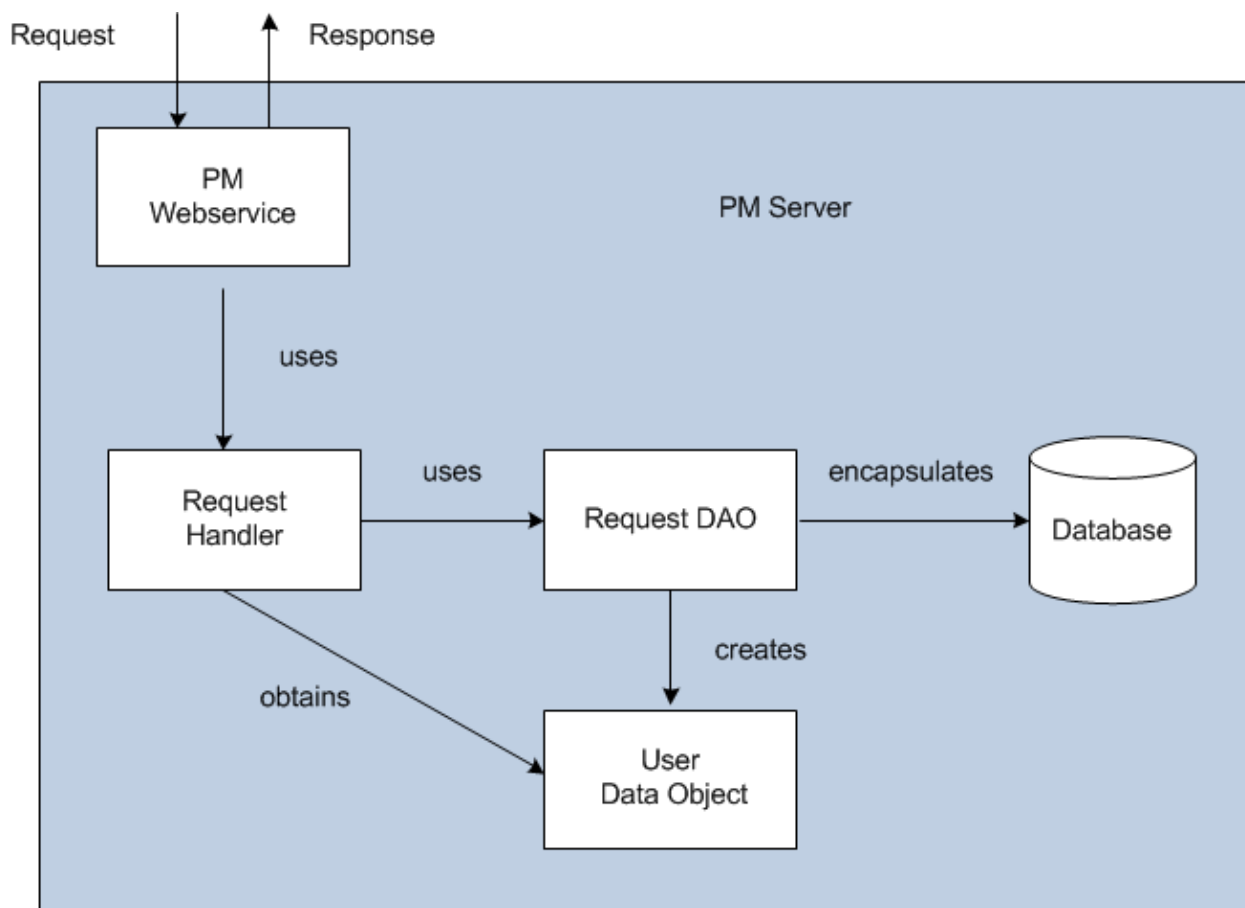 Request
Response
PM
Webservice
PM Server
uses
Request
Handler
uses
Request DAO
encapsulates
Database
creates
obtains
User
Data Object